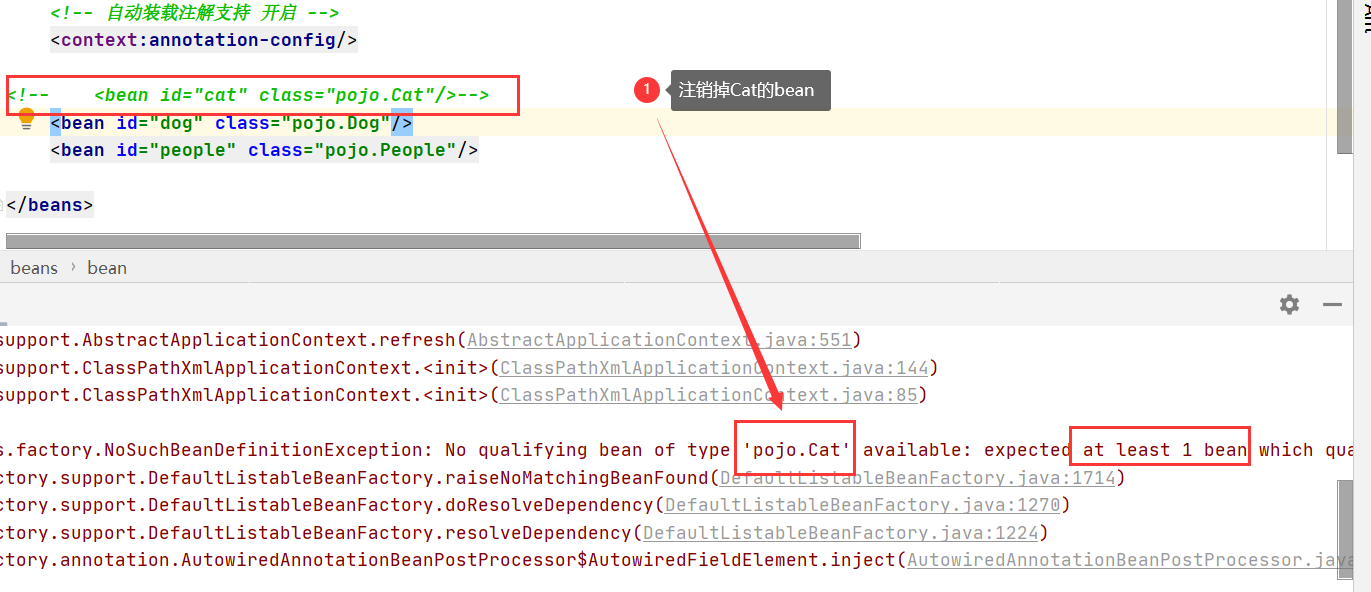 <!-- 自动装载注解支持 开启 -->
<context:annotation-config/>
<!-- <bean id="cat" class="pojo.Cat"/>-->
1 注销掉Cat的bean
<bean id="dog" class="pojo.Dog"/>
<bean id="people" class="pojo.People"/>
</beans>
beans › bean
support.AbstractApplicationContext.refresh(AbstractApplicationContext.java:551)
support.ClassPathXmlApplicationContext.<init>(ClassPathXmlApplicationContext.java:144)
support.ClassPathXmlApplicationContext.<init>(ClassPathXmlApplicationContext.java:85)
s.factory.NoSuchBeanDefinitionException: No qualifying bean of type 'pojo.Cat' available: expected at least 1 bean which qua
ctory.support.DefaultListableBeanFactory.raiseNoMatchingBeanFound(DefaultListableBeanFactory.java:1714)
ctory.support.DefaultListableBeanFactory.doResolveDependency(DefaultListableBeanFactory.java:1270)
ctory.support.DefaultListableBeanFactory.resolveDependency(DefaultListableBeanFactory.java:1224)
ctory.annotation.AutowiredAnnotationBeanPostProcessor$AutowiredFieldElement.inject(AutowiredAnnotationBeanPostProcessor.java